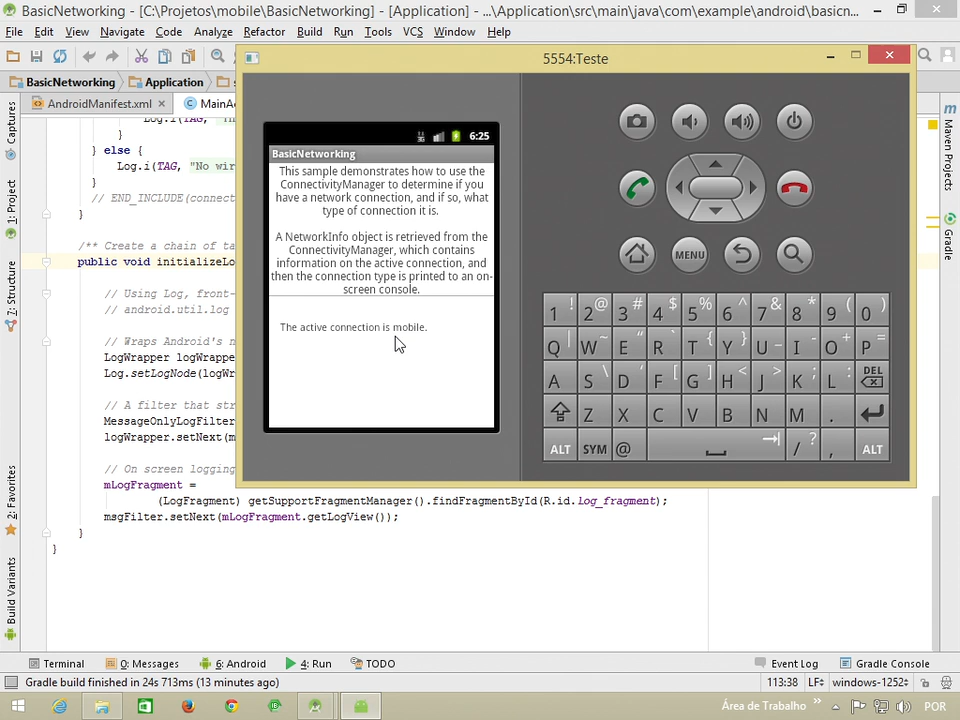 BasicNetworking - [C:\Projetos\mobile\BasicNetworking] - [Application] - ...\Application\src\main\java\com\example\android\basicn...
File Edit View Navigate Code Analyze Refactor Build Run Tools VCS Window Help
BasicNetworking Application
AndroidManifest.xml
5554:Teste
Captures
1: Project
Z: Structure
2: Favorites
Build Variants
Maven Projects
Gradle
}
} else {
Log.i(TAG, "No wir
}
// END_INCLUDE(connec
}
/** Create a chain of ta
public void initializeLo
// Using Log, front-
// android.util.log
// Wraps Android's n
LogWrapper logWrappe
Log.setLogNode(logWr
// A filter that str
MessageOnlyLogFilter
logWrapper.setNext(m
// On screen logging
mLogFragment =
(LogFragment) getSupportFragmentManager().findFragmentById(R.id.log_fragment);
msgFilter.setNext(mLogFragment.getLogView());
}
}
6:25
BasicNetworking
This sample demonstrates how to use the
ConnectivityManager to determine if you
have a network connection, and if so, what
type of connection it is.
A NetworkInfo object is retrieved from the
ConnectivityManager, which contains
information on the active connection, and
then the connection type is printed to an on-
screen console.
The active connection is mobile.
MENU
1 ! 2 @ 3 # 4 $ 5 % 6 ^ 7 & 8 * 9 ( 0 )
Q W ~ E " R ` T { Y } U _ I - O + P =
A S \ D ' F [ G ] H < J > K ; L : DEL
Z X C V B N M .
ALT SYM @ / ? , ALT
Terminal 0: Messages 6: Android 4: Run TODO Event Log Gradle Console
Gradle build finished in 24s 713ms (13 minutes ago) 113:38 LF windows-1252
Área de Trabalho » POR